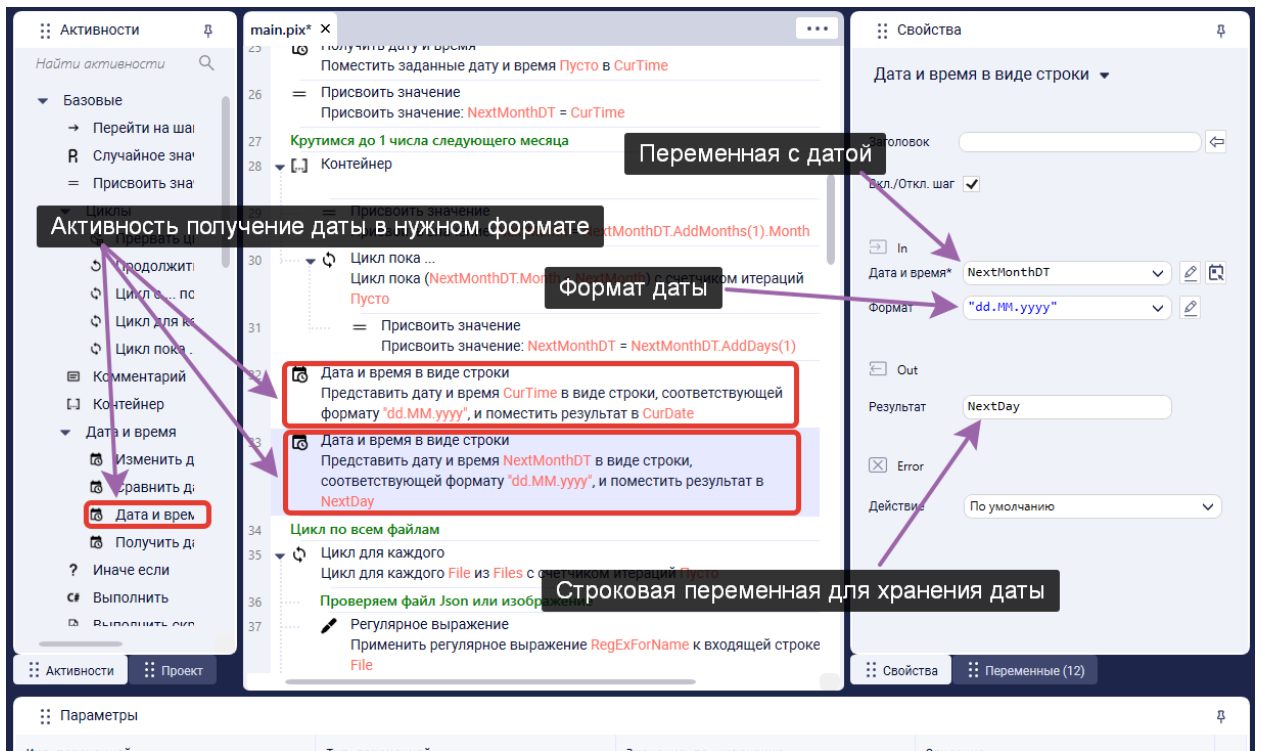 Активности
Найти активности
Базовые
Перейти на ша
Случайное знач
Присвоить зна
Циклы
Продолжит
Цикл для
Цикл пока
Комментарий
Контейнер
Дата и время
Изменить д
Сравнить д
Дата и врем
Получить да
Иначе если
Выполнить
Активности
Проект
main.pix*
25 Получить дату и время
Поместить заданные дату и время Пусто в CurTime
26 Присвоить значение
Присвоить значение: NextMonthDT = CurTime
27 Крутимся до 1 числа следующего месяца
28 Контейнер
29 Присвоить значение
xtMonthDT.AddMonths(1).Month
30 Цикл пока ...
Цикл пока (NextMonthDT.Month NextMonth) с счетчиком итераций
Пусто
31 Присвоить значение
Присвоить значение: NextMonthDT = NextMonthDT.AddDays(1)
32 Дата и время в виде строки
Представить дату и время CurTime в виде строки, соответствующей
формату "dd.MM.yyyy", и поместить результат в CurDate
33 Дата и время в виде строки
Представить дату и время NextMonthDT в виде строки,
соответствующей формату "dd.MM.yyyy", и поместить результат в
NextDay
34 Цикл по всем файлам
35 Цикл для каждого
Цикл для каждого File из Files с счетчиком итераций Пусто
36 Проверяем файл Json или изображение
37 Регулярное выражение
Применить регулярное выражение RegExForName к входящей строке
File
Активность получение даты в нужном формате
Переменная с датой
Формат даты
Строковая переменная для хранения даты
Свойства
Дата и время в виде строки
Заголовок
Вкл./Откл. шаг
In
Дата и время* NextMonthDT
Формат "dd.MM.yyyy"
Out
Результат NextDay
Error
Действие По умолчанию
Свойства
Переменные (12)
Параметры